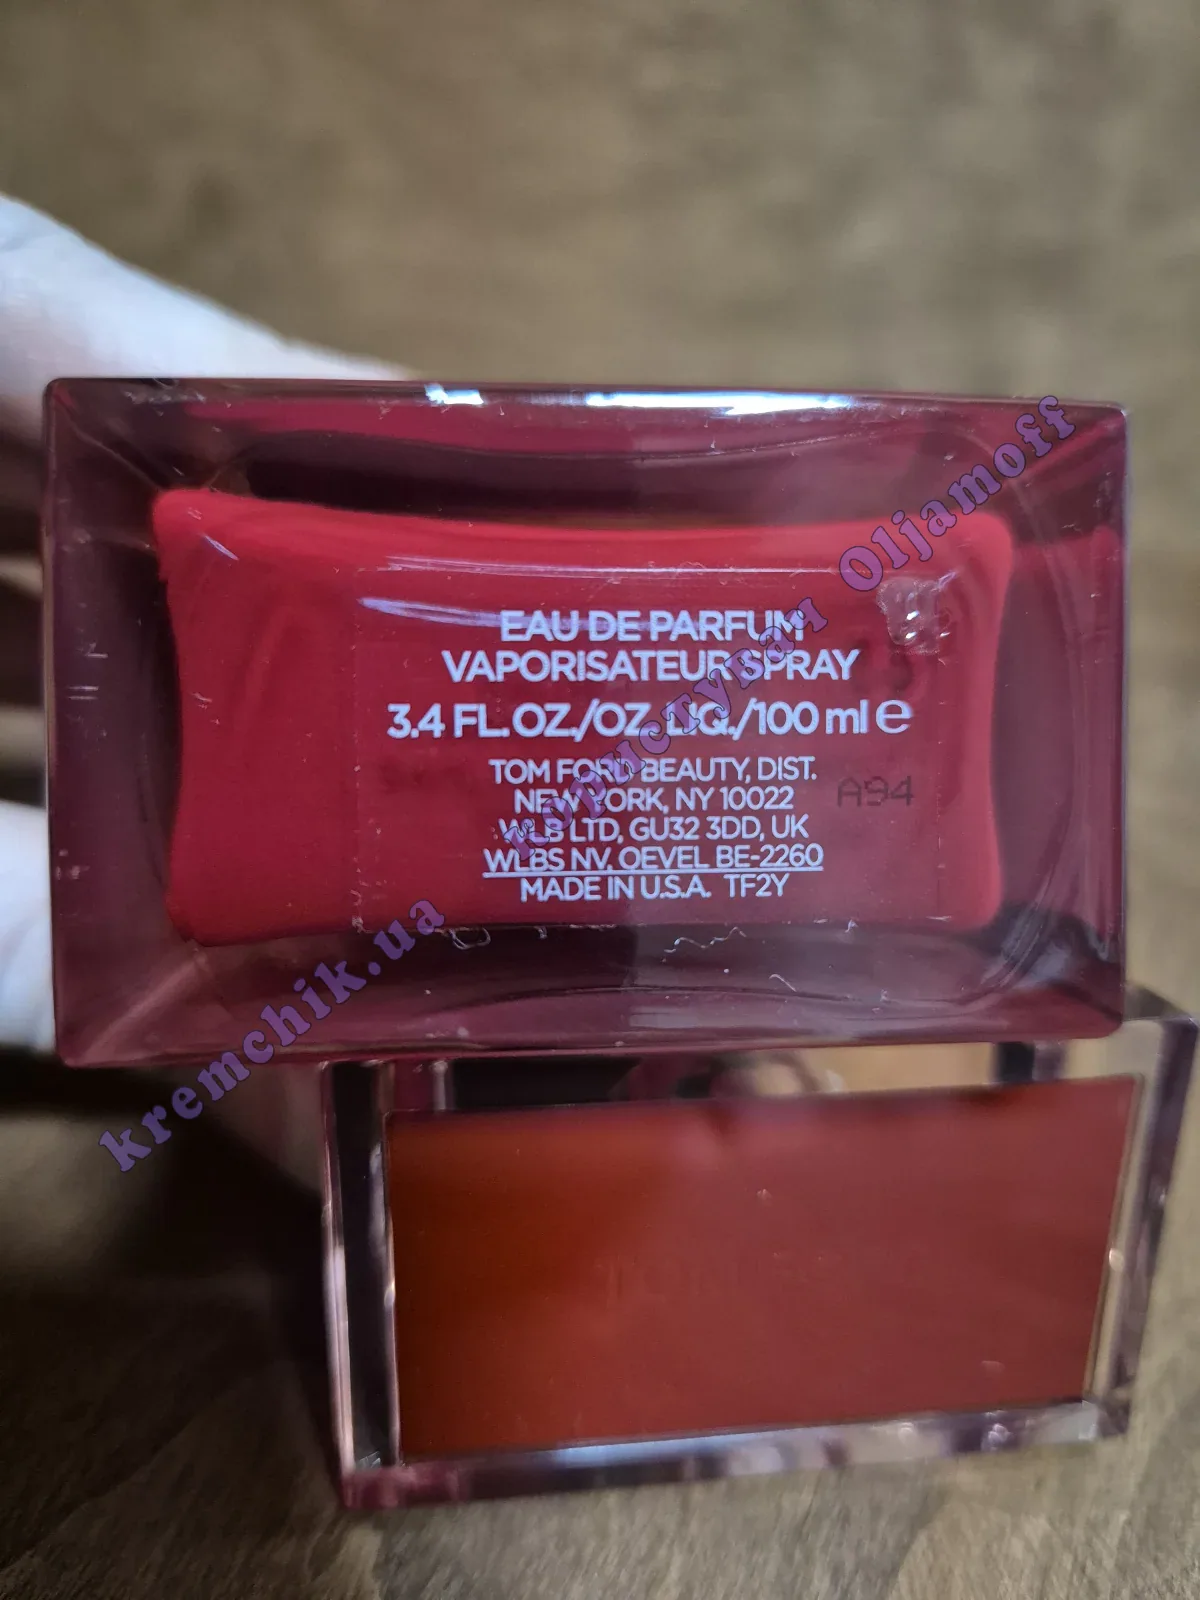 EAU DE PARFUM
VAPORISATEUR SPRAY
3.4 FL.OZ./OZ. LIQ./100 ml e
TOM FORD BEAUTY, DIST.
NEW YORK, NY 10022
A94
WLB LTD, GU32 3DD, UK
WLBS NV. OEVEL BE-2260
MADE IN U.S.A. TF2Y
kremchik.ua користувач Oljamoff